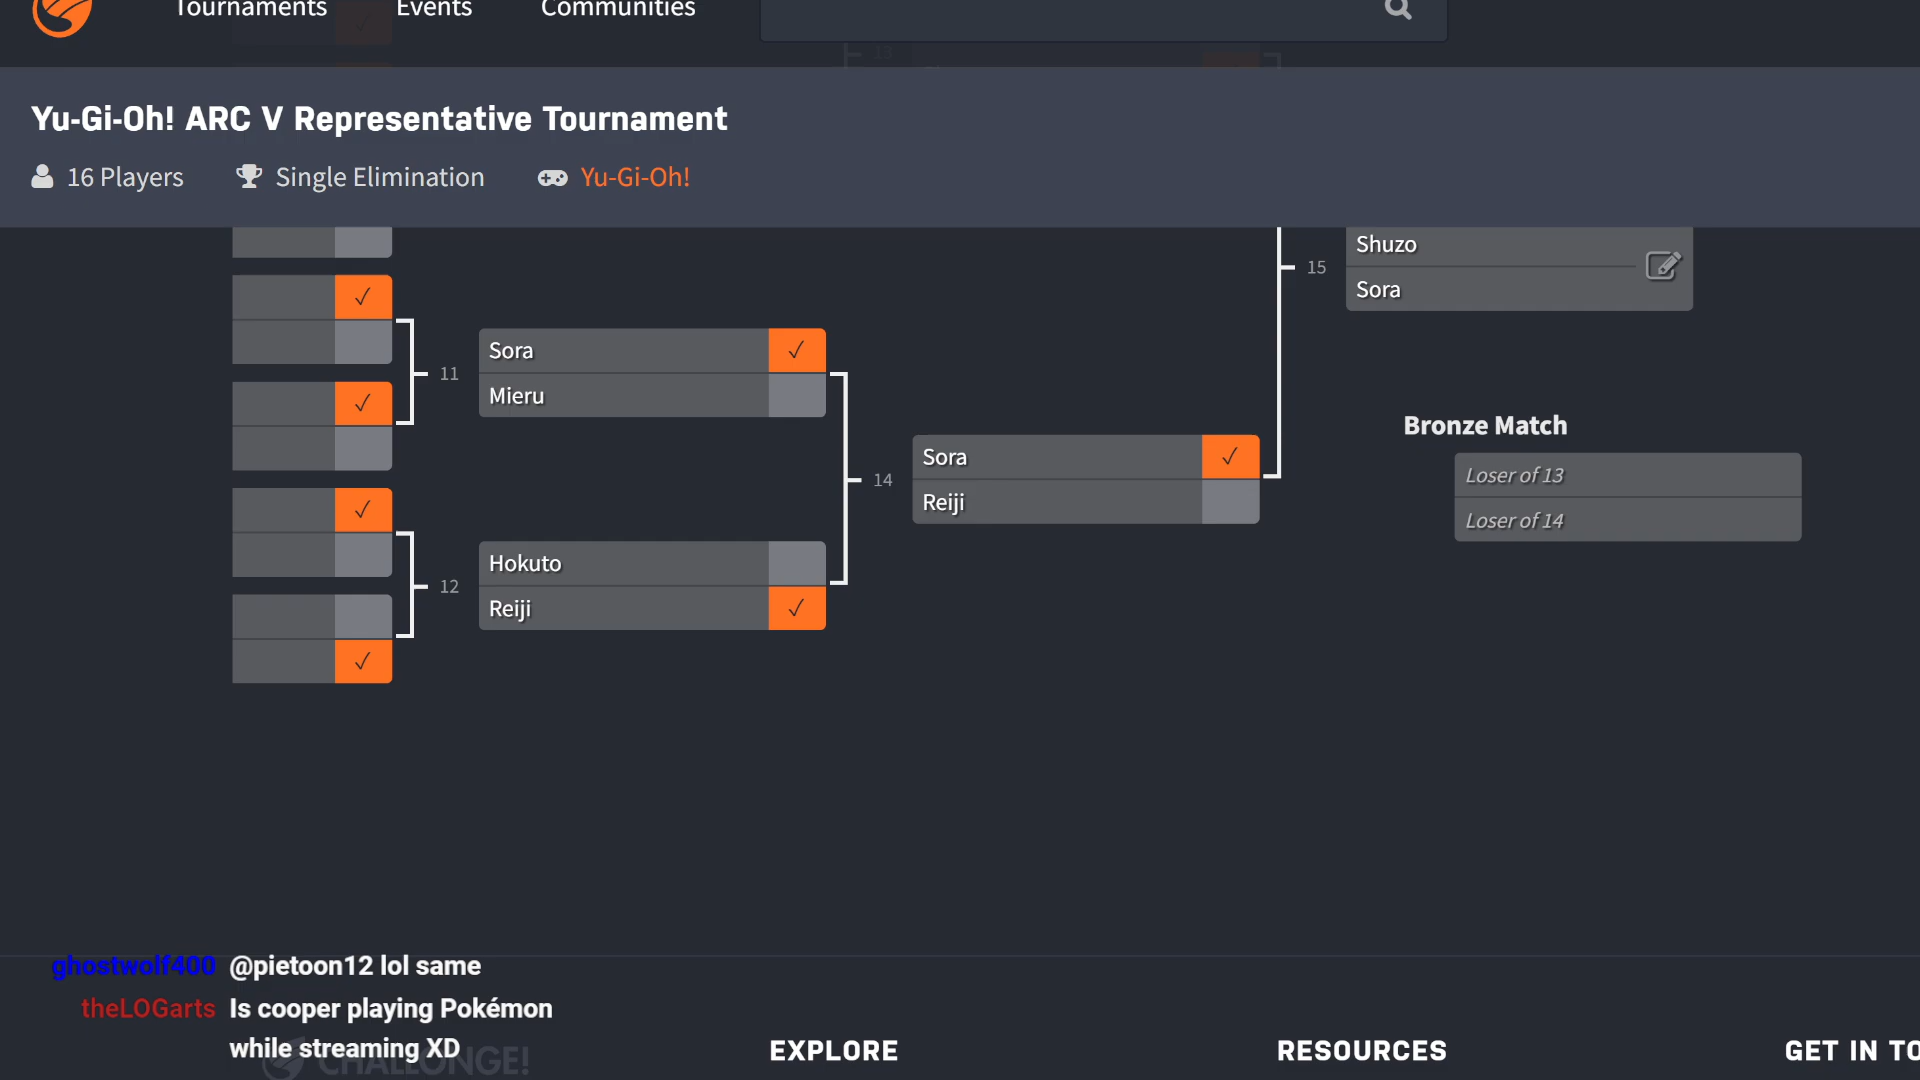 Tournaments Events Communities
13
Yu-Gi-Oh! ARC V Representative Tournament
16 Players Single Elimination Yu-Gi-Oh!
Shuzo
15
Sora
11
Sora
Mieru
14
Sora
Reiji
12
Hokuto
Reiji
Bronze Match
Loser of 13
Loser of 14
ghostwolf400 @pietoon12 lol same
theLOGarts Is cooper playing Pokémon
while streaming XD
CHALLONGE!
EXPLORE
RESOURCES
GET IN TO